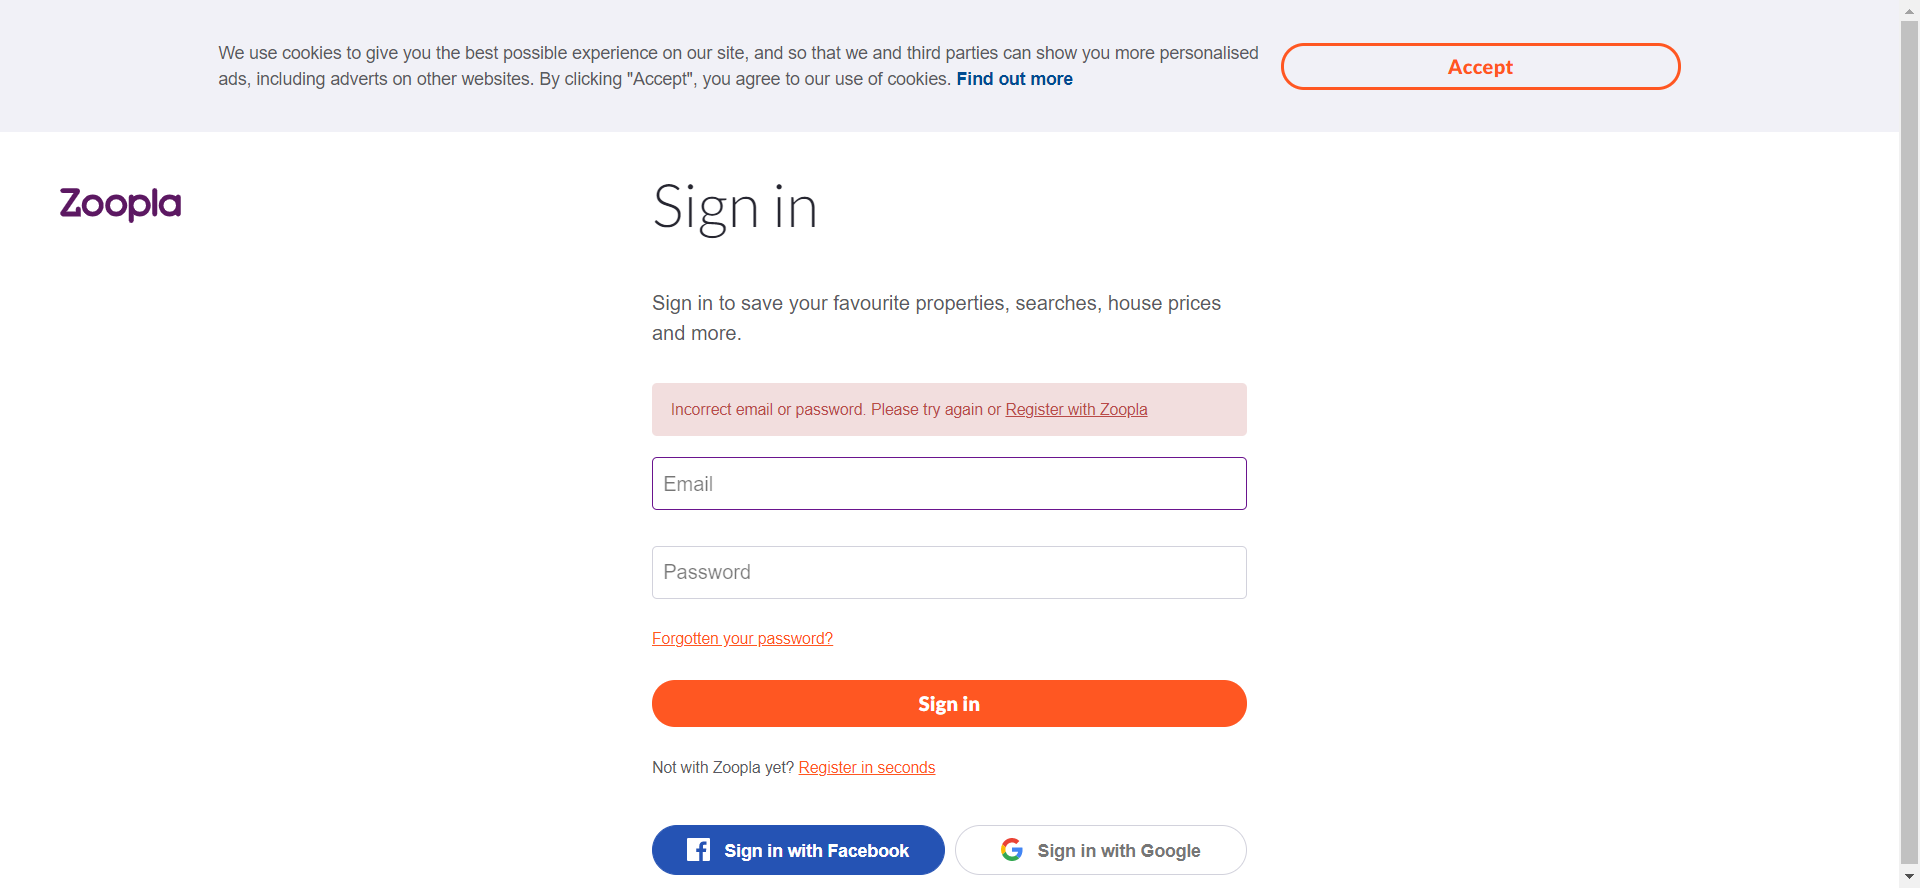 We use cookies to give you the best possible experience on our site, and so that we and third parties can show you more personalised
ads, including adverts on other websites. By clicking "Accept", you agree to our use of cookies. Find out more
Accept
Zoopla
Sign in
Sign in to save your favourite properties, searches, house prices
and more.
Incorrect email or password. Please try again or Register with Zoopla
Email
Password
Forgotten your password?
Sign in
Not with Zoopla yet? Register in seconds
Sign in with Facebook
Sign in with Google